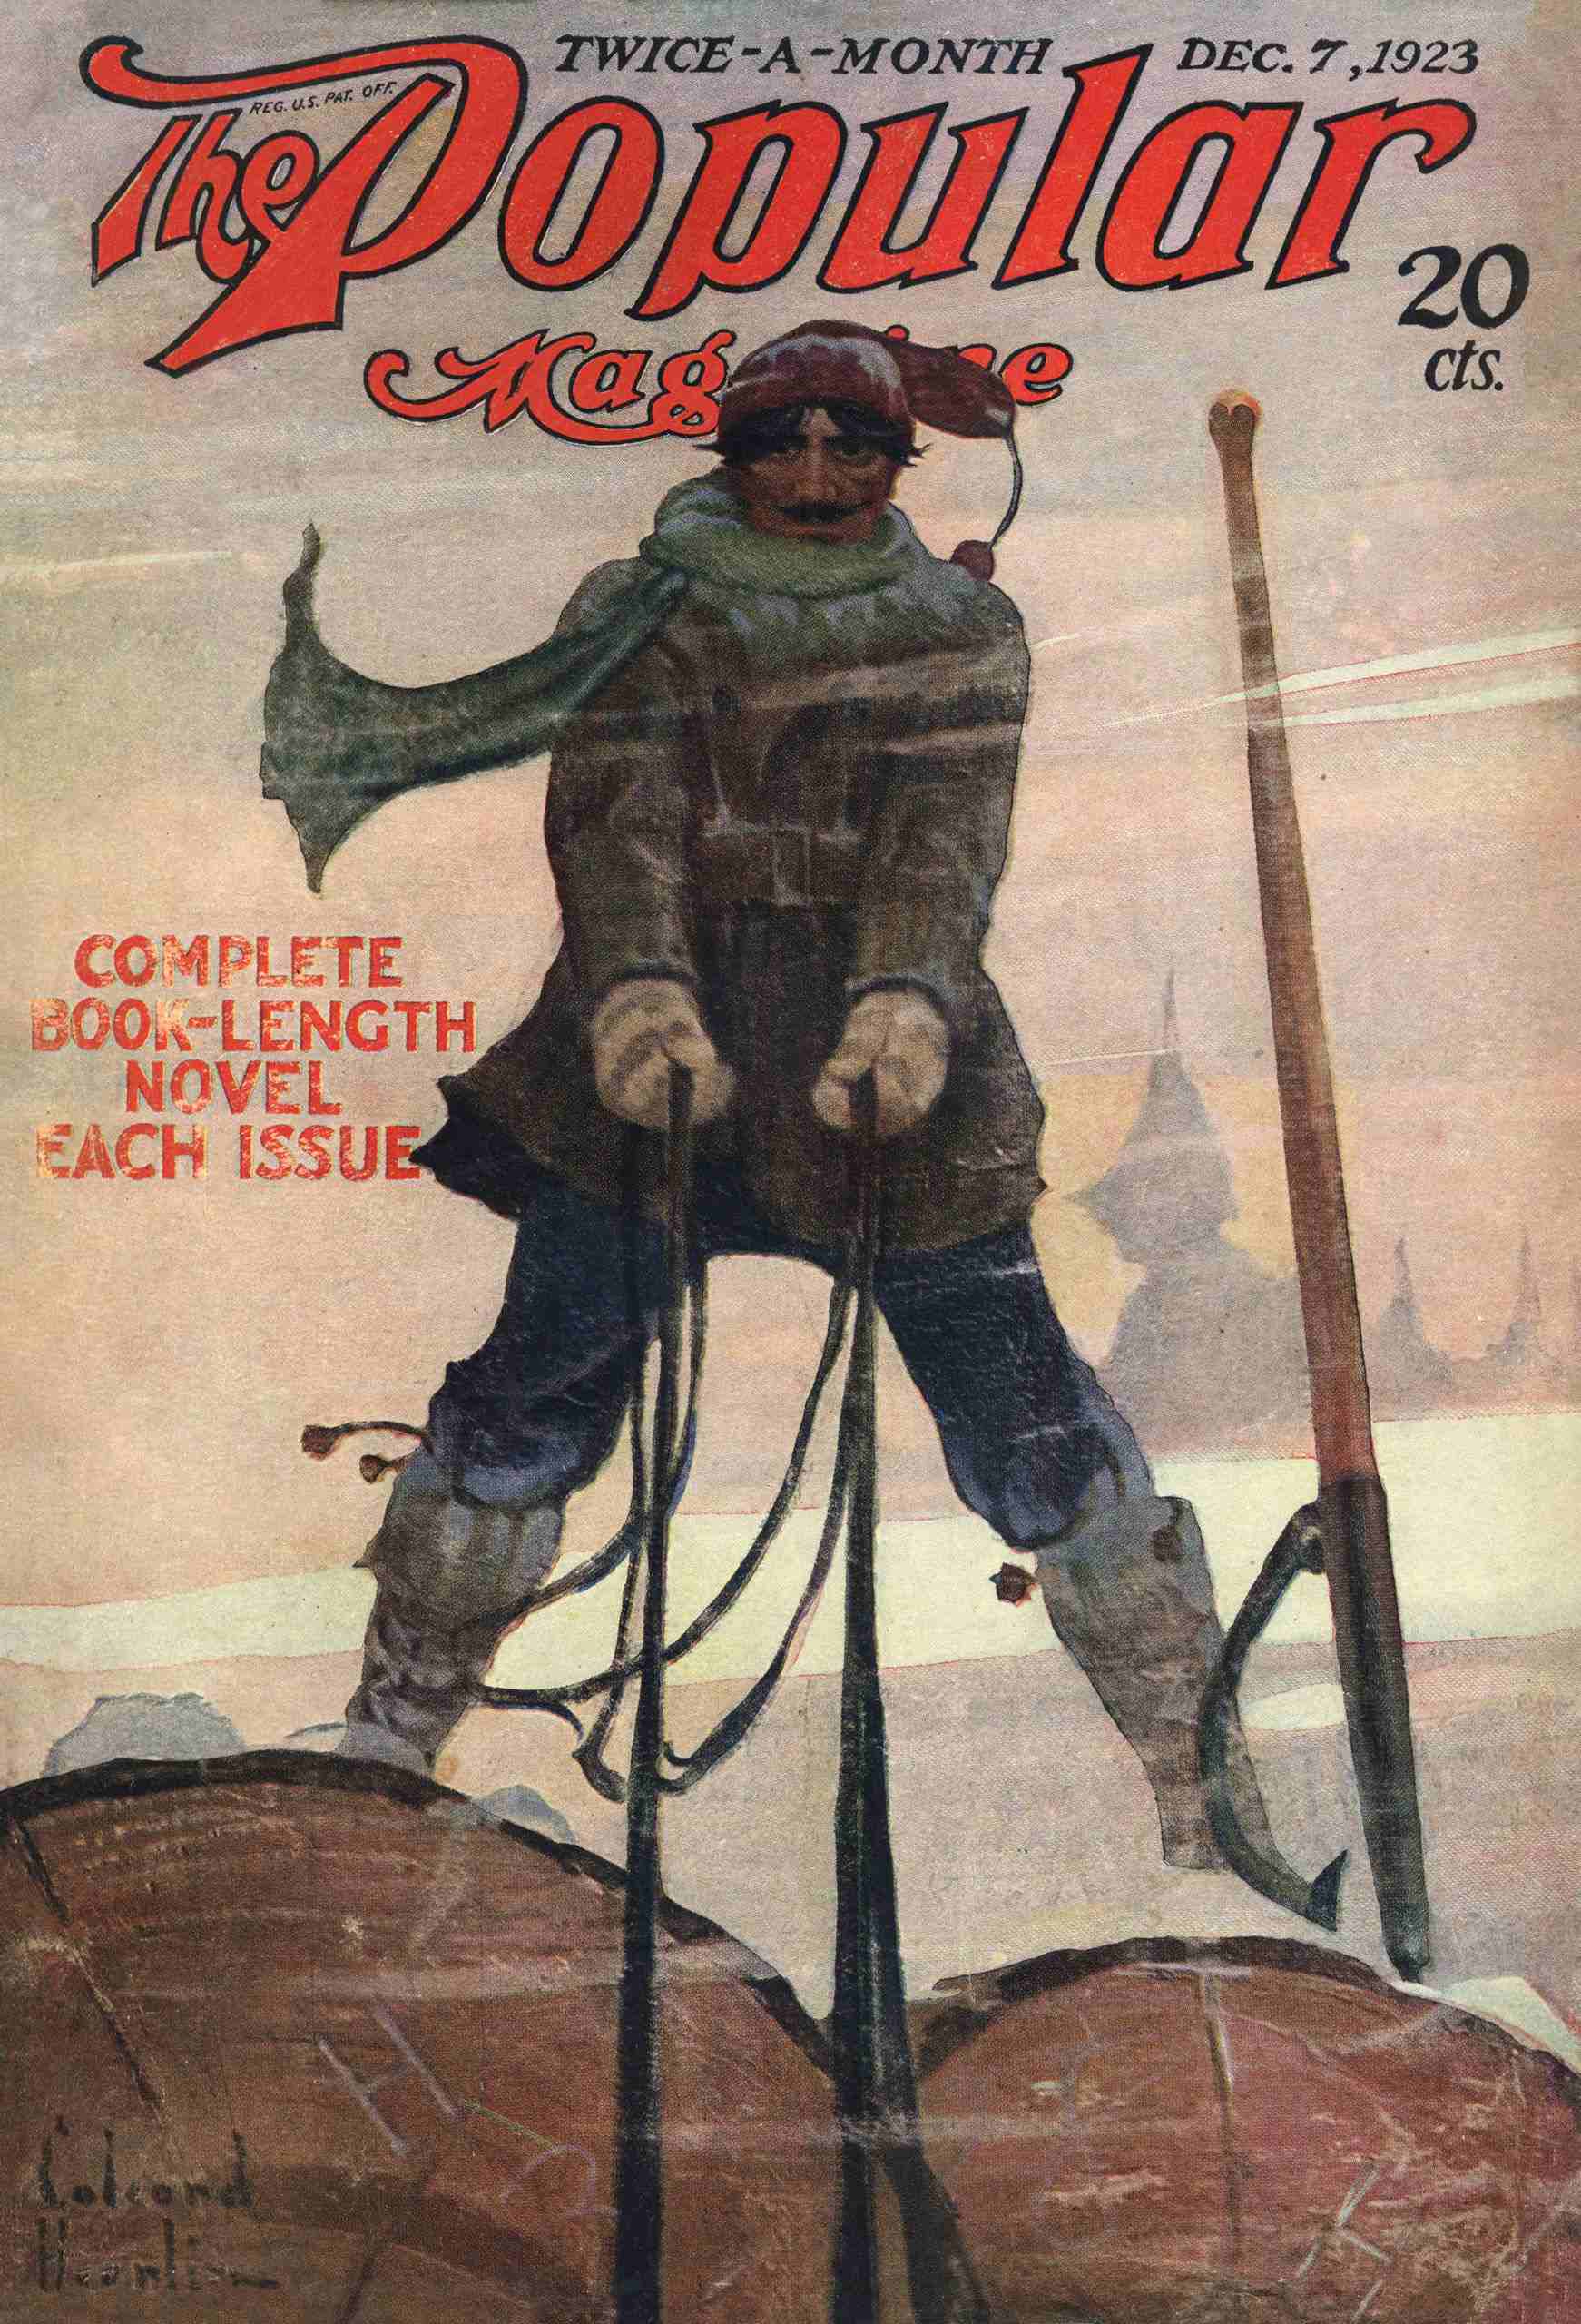 TWICE-A-MONTH DEC. 7, 1923
REG. U.S. PAT. OFF.
The Popular
Magazine
20
cts.
COMPLETE
BOOK-LENGTH
NOVEL
EACH ISSUE
H
K
Colcord
Heurlin